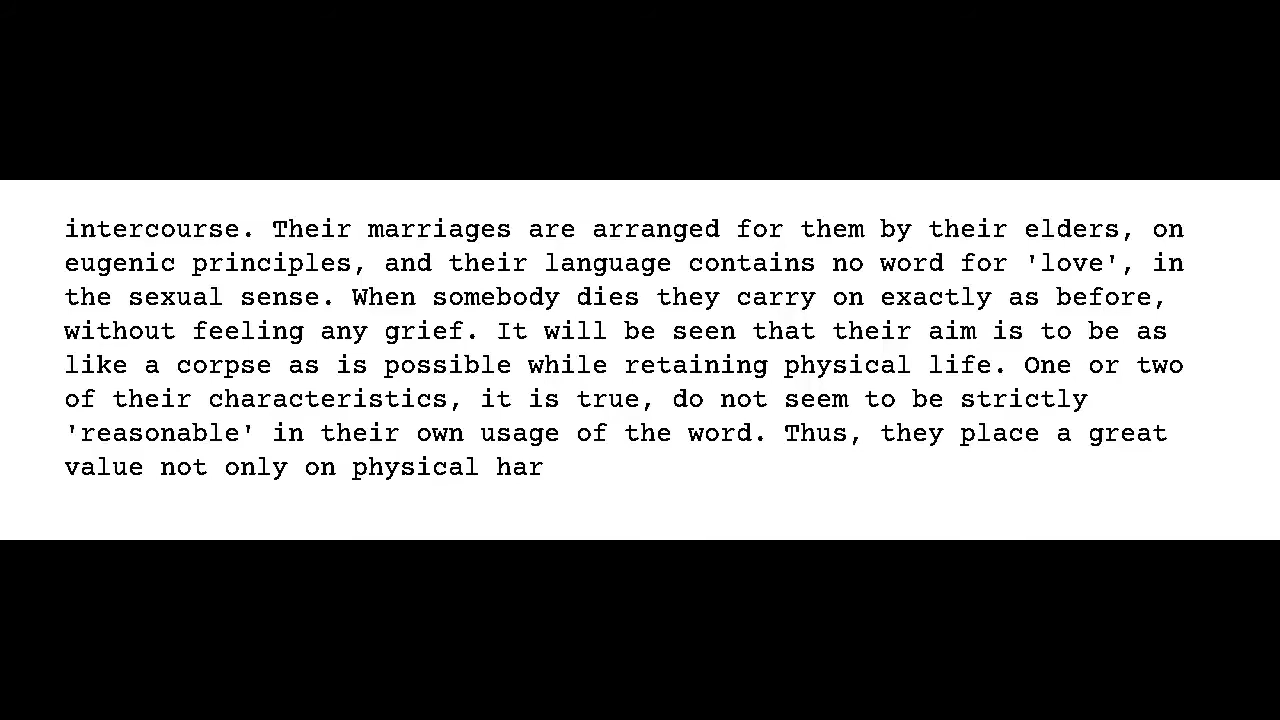 intercourse. Their marriages are arranged for them by their elders, on
eugenic principles, and their language contains no word for 'love', in
the sexual sense. When somebody dies they carry on exactly as before,
without feeling any grief. It will be seen that their aim is to be as
like a corpse as is possible while retaining physical life. One or two
of their characteristics, it is true, do not seem to be strictly
'reasonable' in their own usage of the word. Thus, they place a great
value not only on physical har